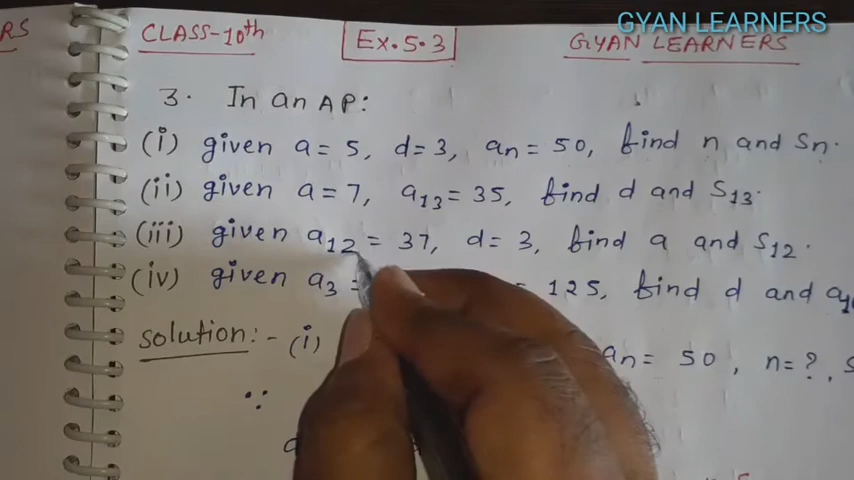 GYAN LEARNERS
RS CLASS-10th Ex.5.3 GYAN LEARNERS
3. In an AP:
(i) given a = 5, d = 3, an = 50, find n and Sn.
(ii) given a = 7, a13 = 35, find d and S13.
(iii) given a12 = 37, d = 3, find a and S12.
(iv) given a3 = = 125, find d and a10
Solution:- (i) an = 50, n = ?, S
∵
a